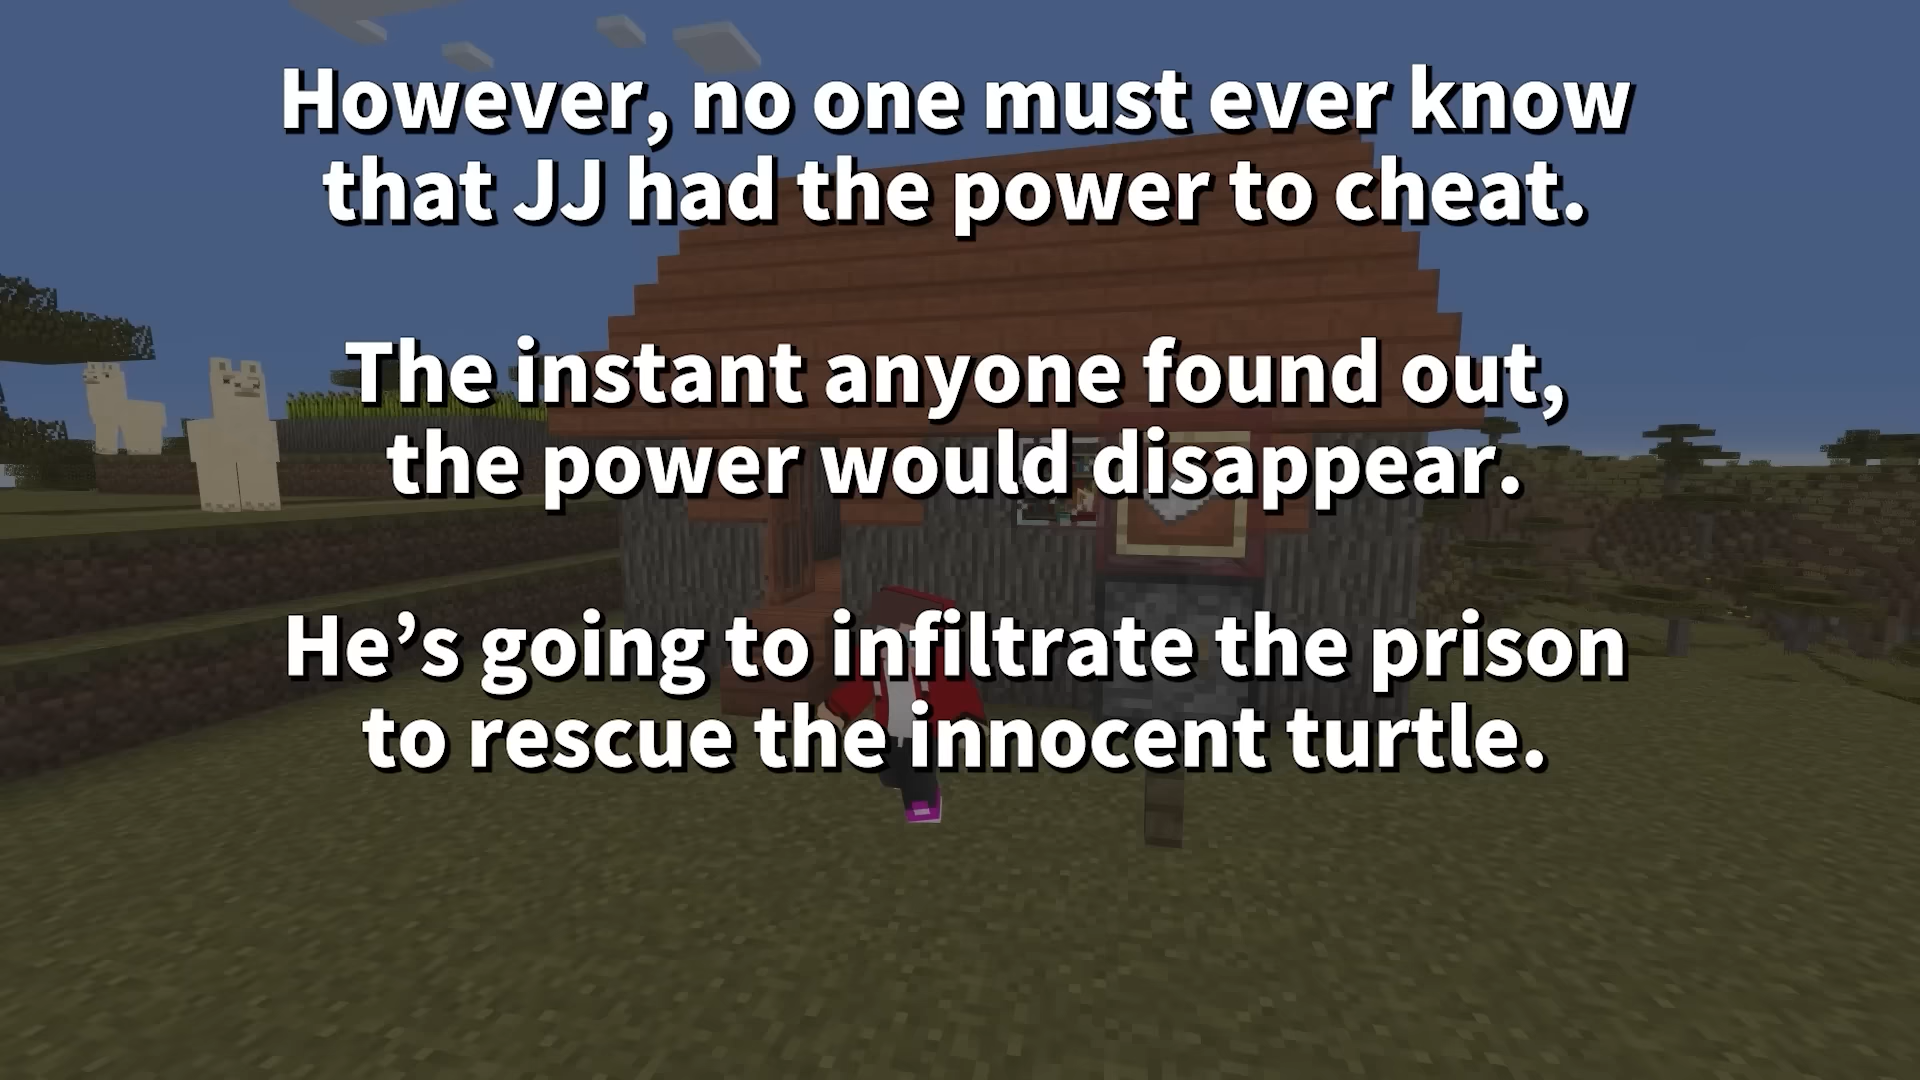 However, no one must ever know
that JJ had the power to cheat.
The instant anyone found out,
the power would disappear.
He’s going to infiltrate the prison
to rescue the innocent turtle.